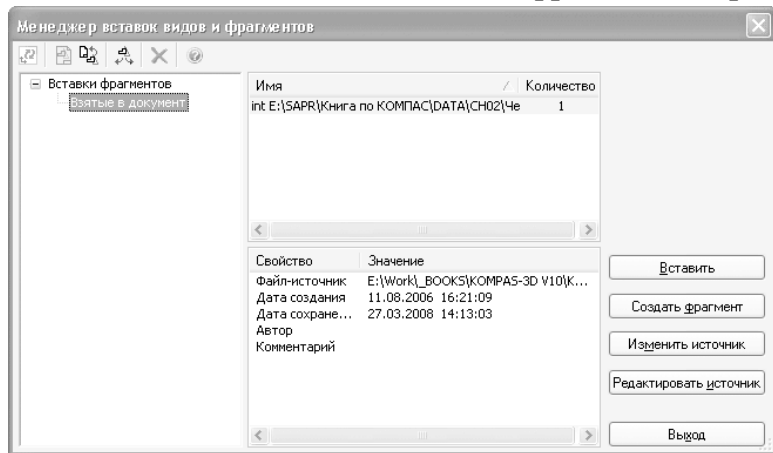 Менеджер вставок видов и фрагментов
Вставки фрагментов
Взятые в документ
Имя Количество
int E:\SAPR\Книга по КОМПАС\DATA\CH02\Че 1
Свойство Значение
Файл-источник E:\Work\_BOOKS\KOMPAS-3D V10\K...
Дата создания 11.08.2006 16:21:09
Дата сохране... 27.03.2008 14:13:03
Автор
Комментарий
Вставить
Создать фрагмент
Изменить источник
Редактировать источник
Выход